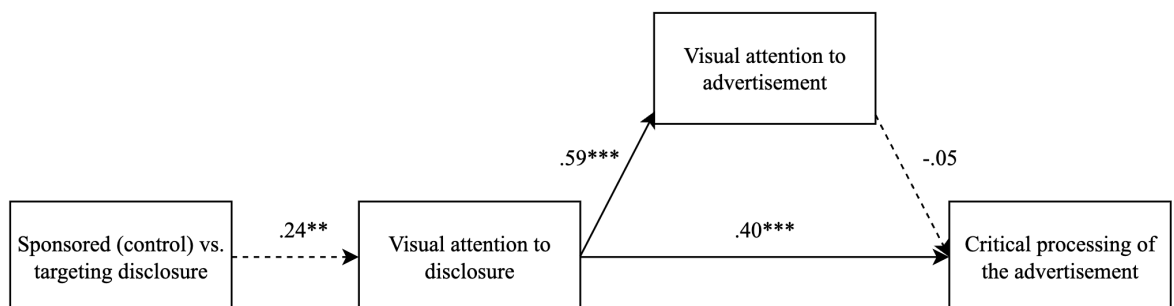 Visual attention to
advertisement
.59***
-.05
Sponsored (control) vs.
targeting disclosure
.24**
Visual attention to
disclosure
.40***
Critical processing of
the advertisement